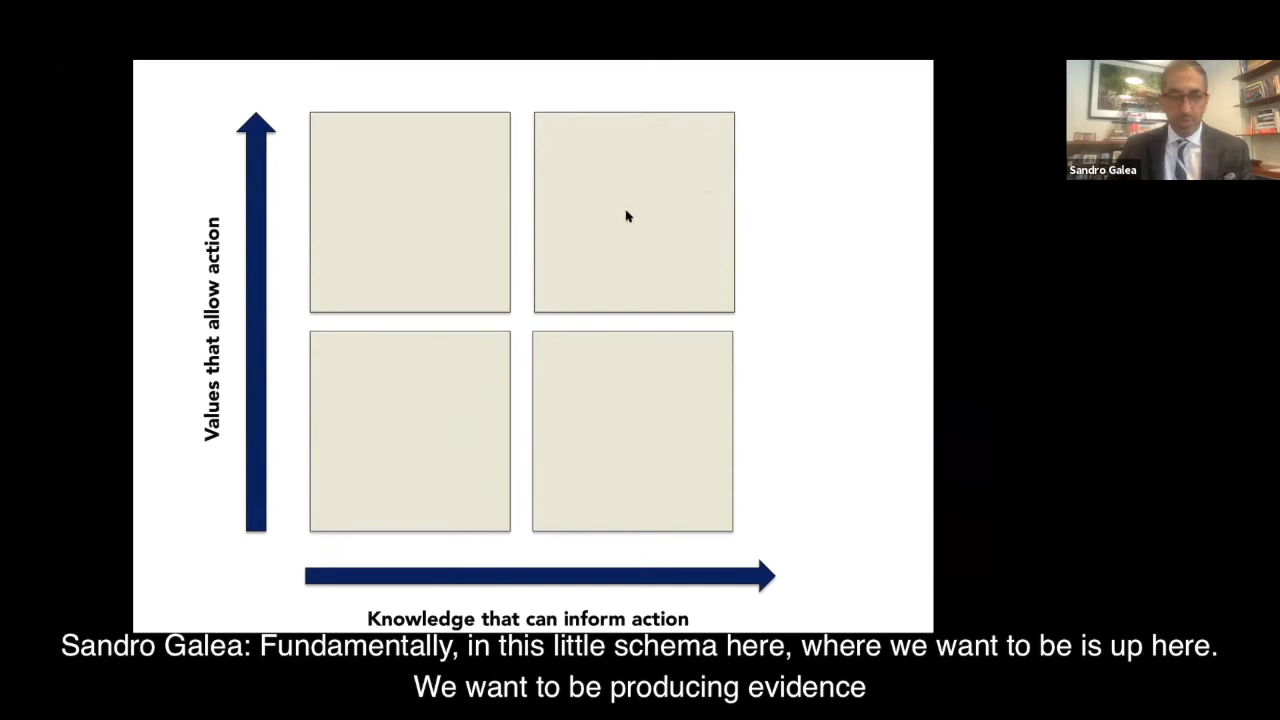 Sandro Galea
Values that allow action
Knowledge that can inform action
Sandro Galea: Fundamentally, in this little schema here, where we want to be is up here.
We want to be producing evidence